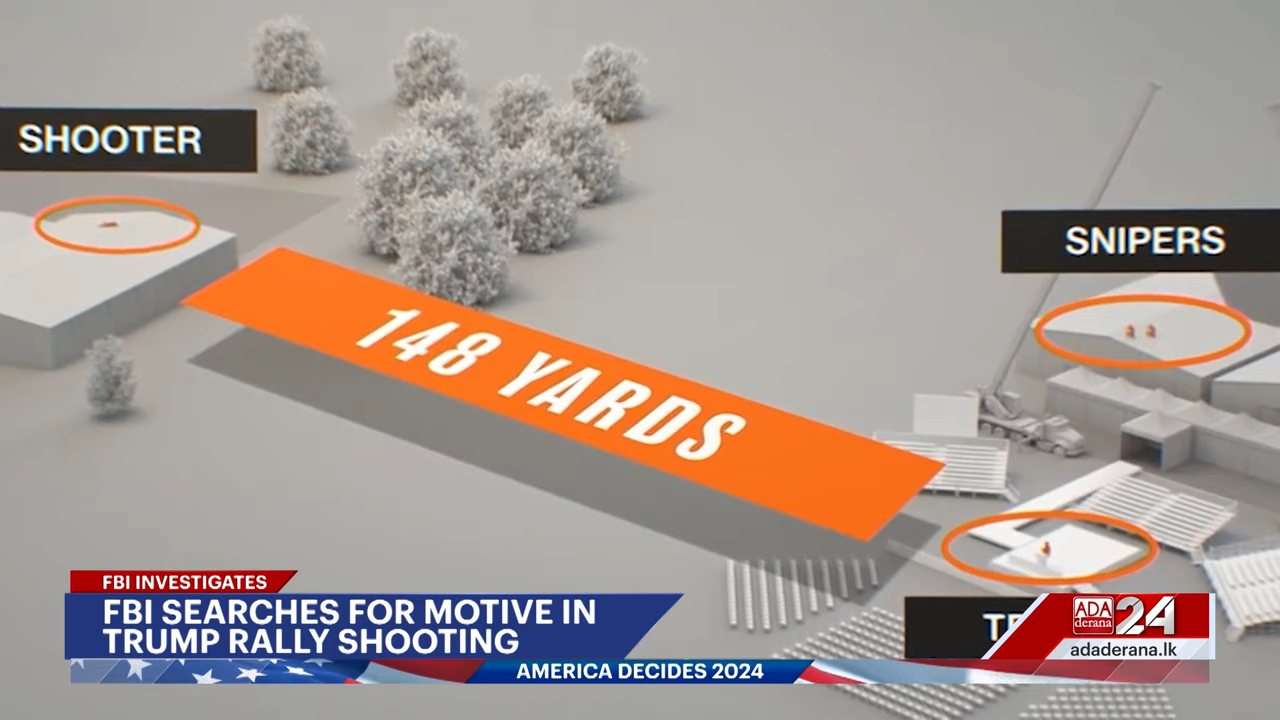 SHOOTER
SNIPERS
148 YARDS
FBI INVESTIGATES
FBI SEARCHES FOR MOTIVE IN
TRUMP RALLY SHOOTING
AMERICA DECIDES 2024
ADA
derana
24
adaderana.lk